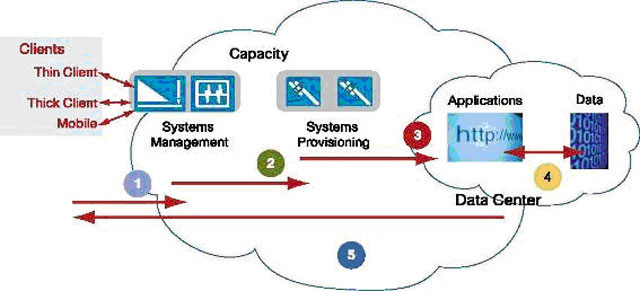 Clients
Thin Client
Thick Client
Mobile
Capacity
Systems
Management
Systems
Provisioning
Applications
Data
http://ww
Data Center
1
2
3
4
5